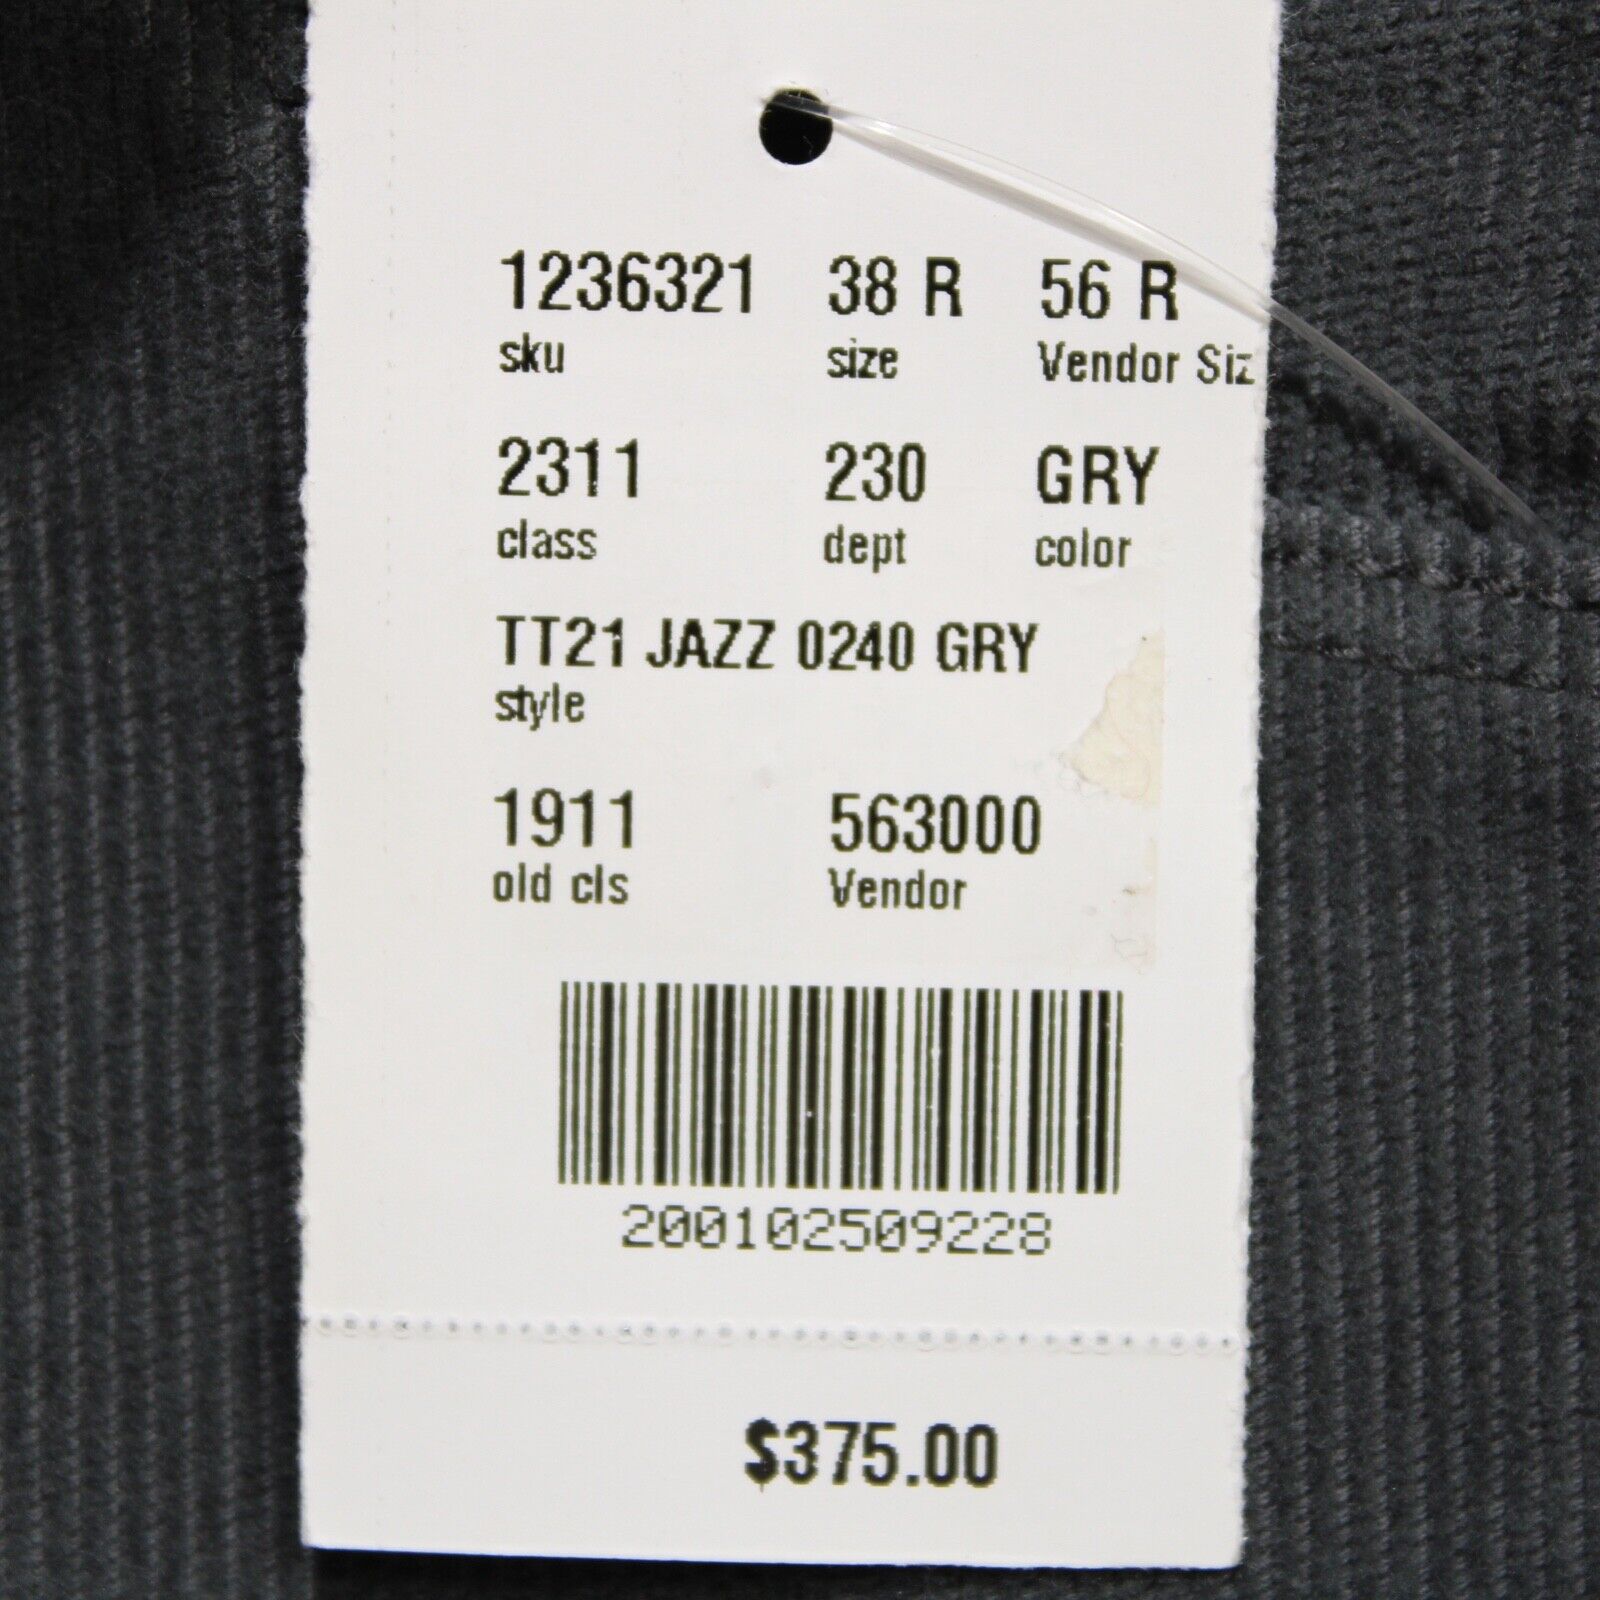 1236321 38 R 56 R
sku size Vendor Siz
2311 230 GRY
class dept color
TT21 JAZZ 0240 GRY
style
1911 563000
old cls Vendor
200102509228
$375.00